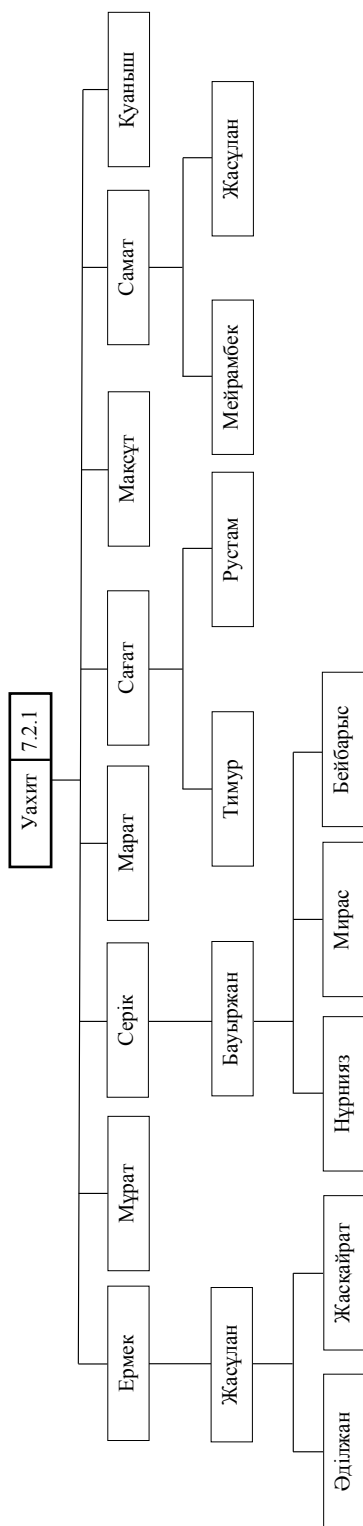 Уахит 7.2.1
Ермек
Мұрат
Серік
Марат
Сағат
Мақсұт
Самат
Қуаныш
Жасұлан
Бауыржан
Тимур
Рустам
Мейрамбек
Жасұлан
Әділжан
Жасқайрат
Нұрнияз
Мирас
Бейбарыс